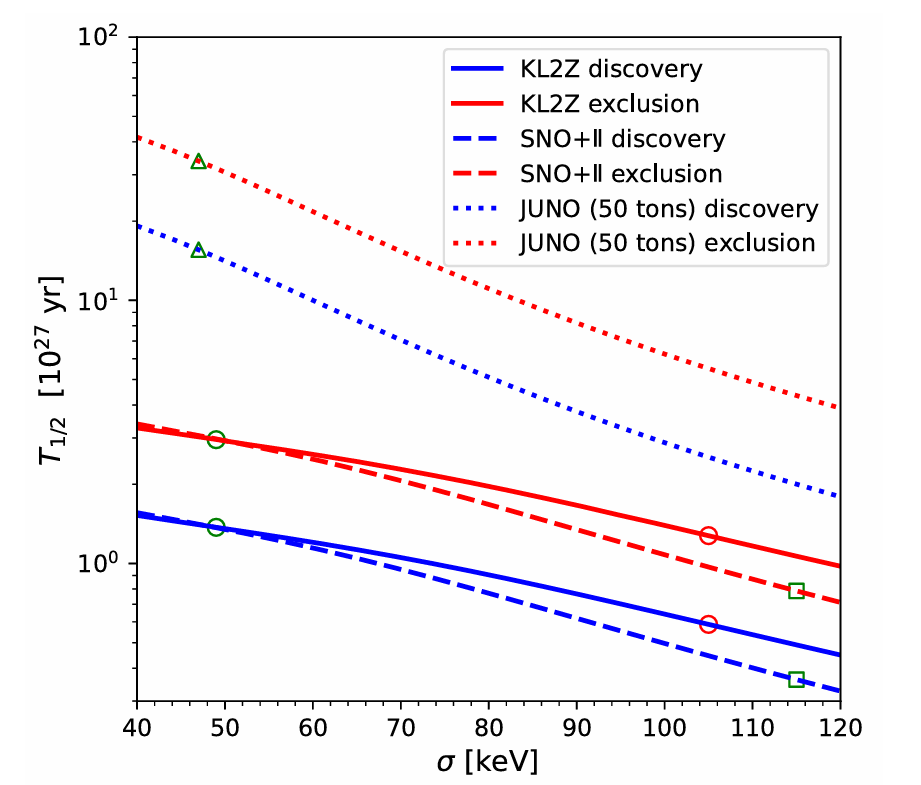 10²
KL2Z discovery
KL2Z exclusion
SNO+II discovery
SNO+II exclusion
JUNO (50 tons) discovery
JUNO (50 tons) exclusion
T₁/₂ [10²⁷ yr]
10¹
10⁰
40 50 60 70 80 90 100 110 120
σ [keV]